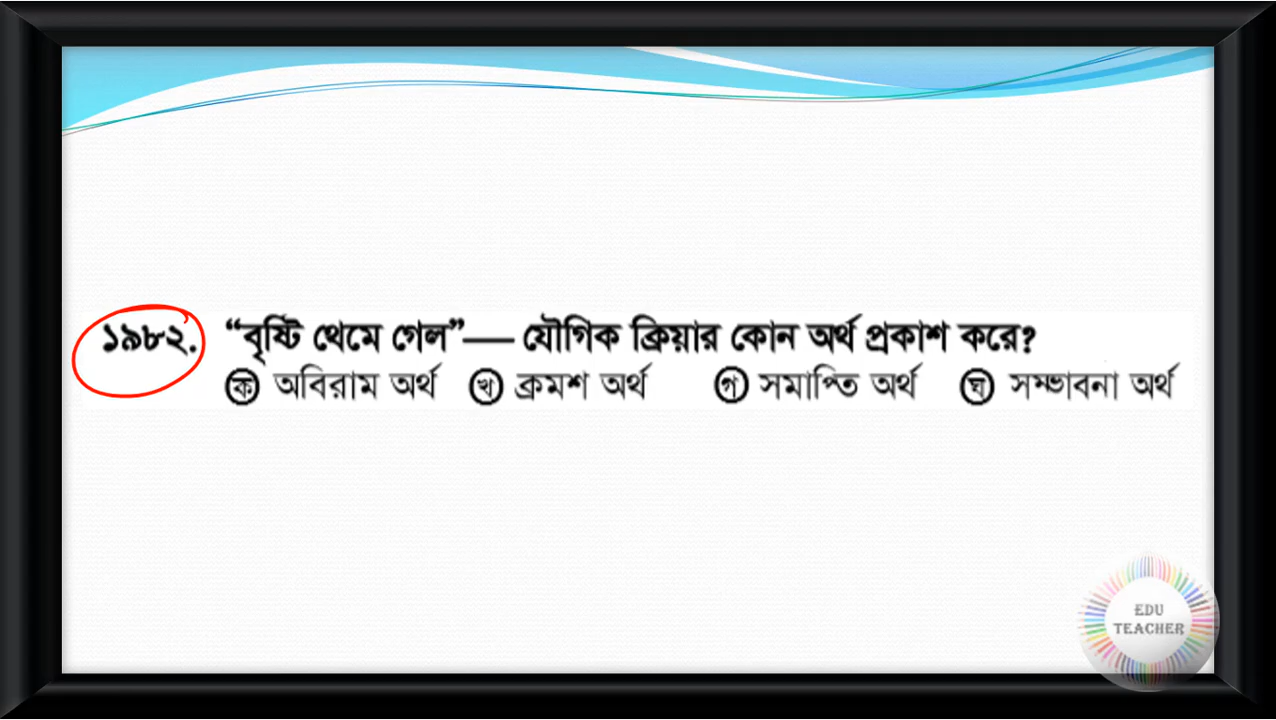 ১৯৮২. “বৃষ্টি থেমে গেল”— যৌগিক ক্রিয়ার কোন অর্থ প্রকাশ করে?
ক অবিরাম অর্থ খ ক্রমশ অর্থ গ সমাপ্তি অর্থ ঘ সম্ভাবনা অর্থ
EDU
TEACHER